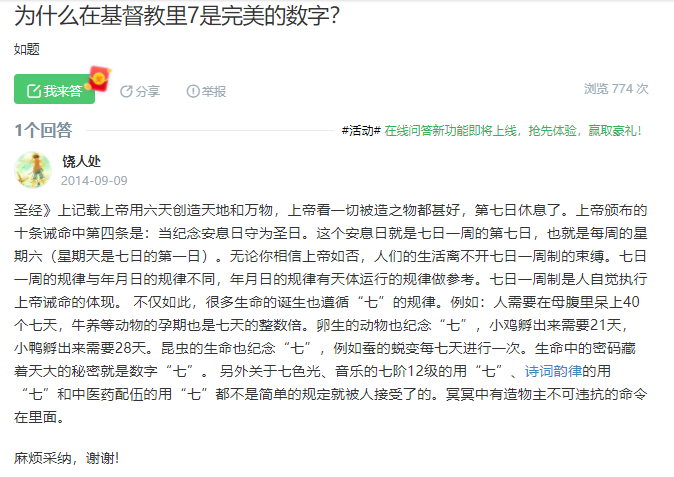 为什么在基督教里7是完美的数字?
如题
我来答 分享 举报 浏览 774 次
1个回答 #活动# 在线问答新功能即将上线，抢先体验，赢取豪礼!
饶人处
2014-09-09
圣经》上记载上帝用六天创造天地和万物，上帝看一切被造之物都甚好，第七日休息了。上帝颁布的
十条诫命中第四条是：当纪念安息日守为圣日。这个安息日就是七日一周的第七日，也就是每周的星
期六（星期天是七日的第一日）。无论你相信上帝如否，人们的生活离不开七日一周制的束缚。七日
一周的规律与年月日的规律不同，年月日的规律有天体运行的规律做参考。七日一周制是人自觉执行
上帝诫命的体现。 不仅如此，很多生命的诞生也遵循“七”的规律。例如：人需要在母腹里呆上40
个七天，牛养等动物的孕期也是七天的整数倍。卵生的动物也纪念“七”，小鸡孵出来需要21天，
小鸭孵出来需要28天。昆虫的生命也纪念“七”，例如蚕的蜕变每七天进行一次。生命中的密码藏
着天大的秘密就是数字“七”。 另外关于七色光、音乐的七阶12级的用“七”、诗词韵律的用
“七”和中医药配伍的用“七”都不是简单的规定就被人接受了的。冥冥中有造物主不可违抗的命令
在里面。
麻烦采纳，谢谢!